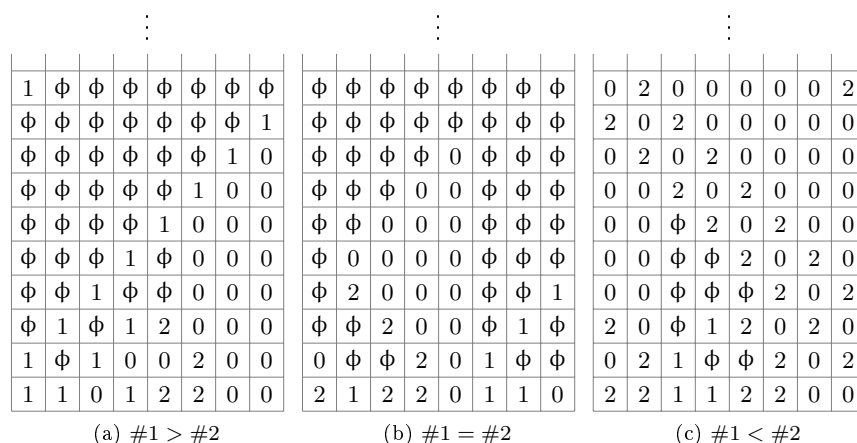 ⋮ ⋮ ⋮
1 ф ф ф ф ф ф ф ф ф ф ф ф ф ф ф 0 2 0 0 0 0 0 2
ф ф ф ф ф ф ф 1 ф ф ф ф ф ф ф ф 2 0 2 0 0 0 0 0
ф ф ф ф ф ф 1 0 ф ф ф ф 0 ф ф ф 0 2 0 2 0 0 0 0
ф ф ф ф ф 1 0 0 ф ф ф 0 0 ф ф ф 0 0 2 0 2 0 0 0
ф ф ф ф 1 0 0 0 ф ф 0 0 0 ф ф ф 0 0 ф 2 0 2 0 0
ф ф ф 1 ф 0 0 0 ф 0 0 0 0 ф ф ф 0 0 ф ф 2 0 2 0
ф ф 1 ф ф 0 0 0 ф 2 0 0 0 ф ф 1 0 0 ф ф ф 2 0 2
ф 1 ф 1 2 0 0 0 ф ф 2 0 0 ф 1 ф 2 0 ф 1 2 0 2 0
1 ф 1 0 0 2 0 0 0 ф ф 2 0 1 ф ф 0 2 1 ф ф 2 0 2
1 1 0 1 2 2 0 0 2 1 2 2 0 1 1 0 2 2 1 1 2 2 0 0
(a) #1 > #2 (b) #1 = #2 (c) #1 < #2